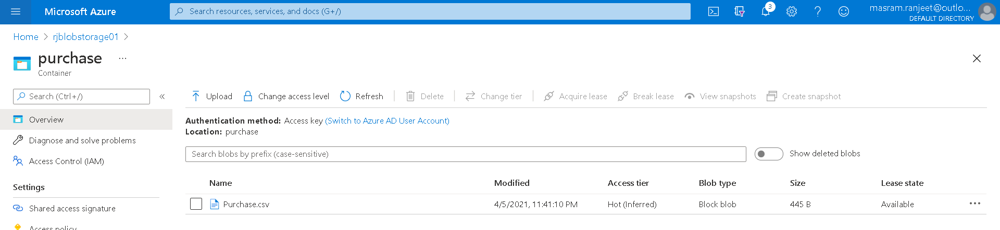 Microsoft Azure
Search resources, services, and docs (G+/)
3
masram.ranjeet@outlo...
DEFAULT DIRECTORY
Home > rjblobstorage01 >
purchase ...
Container
Search (Ctrl+/) «
Upload Change access level Refresh Delete Change tier Acquire lease Break lease View snapshots Create snapshot
Overview
Authentication method: Access key (Switch to Azure AD User Account)
Location: purchase
Diagnose and solve problems
Search blobs by prefix (case-sensitive) Show deleted blobs
Access Control (IAM)
Settings
Name Modified Access tier Blob type Size Lease state
Shared access signature
Purchase.csv 4/5/2021, 11:41:10 PM Hot (Inferred) Block blob 445 B Available ...
Access policy